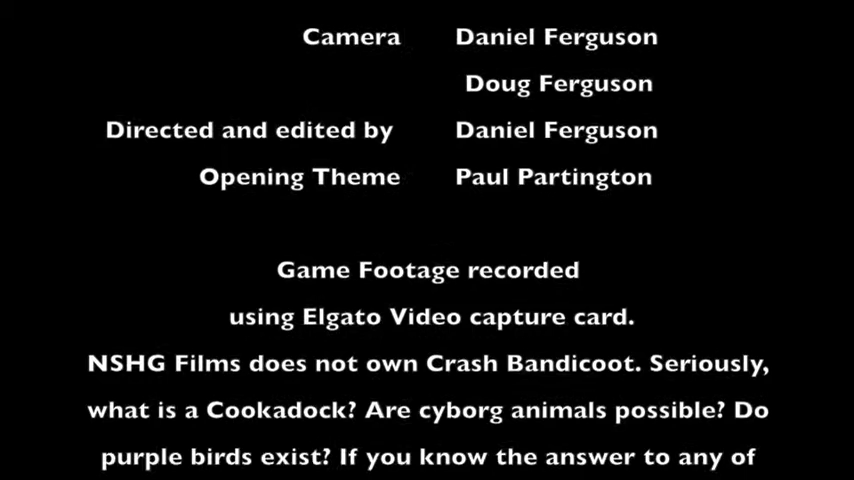 Camera Daniel Ferguson
Doug Ferguson
Directed and edited by Daniel Ferguson
Opening Theme Paul Partington
Game Footage recorded
using Elgato Video capture card.
NSHG Films does not own Crash Bandicoot. Seriously,
what is a Cookadock? Are cyborg animals possible? Do
purple birds exist? If you know the answer to any of